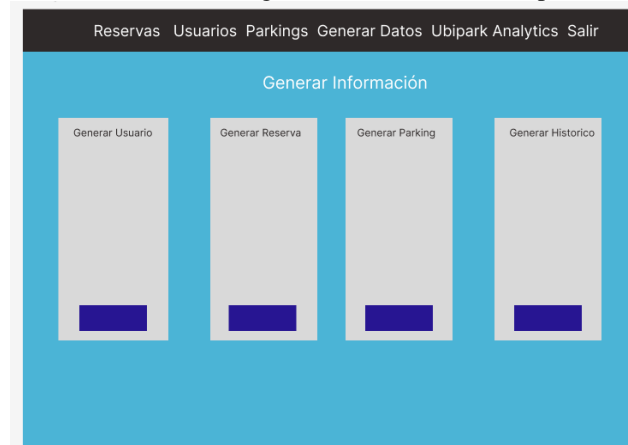 Reservas Usuarios Parkings Generar Datos Ubipark Analytics Salir
Generar Información
Generar Usuario
Generar Reserva
Generar Parking
Generar Historico